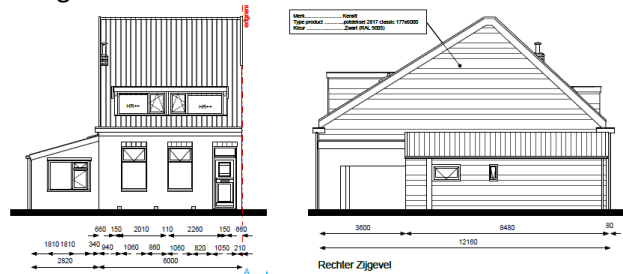 erfgrens
Merk.............. Keralit
Type product ........potdeksel 2817 classic 177x6000
Kleur ..................Zwart (RAL 9005)
HR++ HR++
660 150 2010 110 2260 150 660
1810 1810 340 940 1060 860 1060 820 1050 210
2820 6000
A
3600 8480 80
12160
Rechter Zijgevel